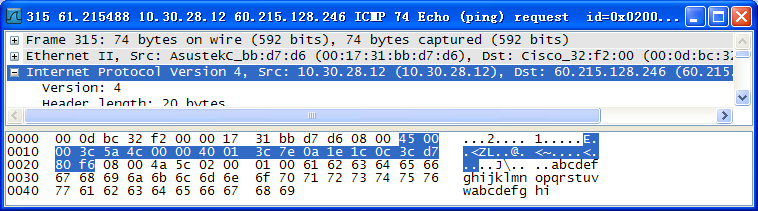 315 61.215488 10.30.28.12 60.215.128.246 ICMP 74 Echo (ping) request id=0x0200...
Frame 315: 74 bytes on wire (592 bits), 74 bytes captured (592 bits)
Ethernet II, Src: AsustekC_bb:d7:d6 (00:17:31:bb:d7:d6), Dst: Cisco_32:f2:00 (00:0d:bc:32
Internet Protocol Version 4, Src: 10.30.28.12 (10.30.28.12), Dst: 60.215.128.246 (60.215.
Version: 4
Header length: 20 bytes
0000 00 0d bc 32 f2 00 00 17 31 bb d7 d6 08 00 45 00 ...2.... 1.....E.
0010 00 3c 5a 4c 00 00 40 01 3c 7e 0a 1e 1c 0c 3c d7 .<ZL..@. <~....<.
0020 80 f6 08 00 4a 5c 02 00 01 00 61 62 63 64 65 66 ....J\.. ..abcdef
0030 67 68 69 6a 6b 6c 6d 6e 6f 70 71 72 73 74 75 76 ghijklmn opqrstuv
0040 77 61 62 63 64 65 66 67 68 69 wabcdefg hi